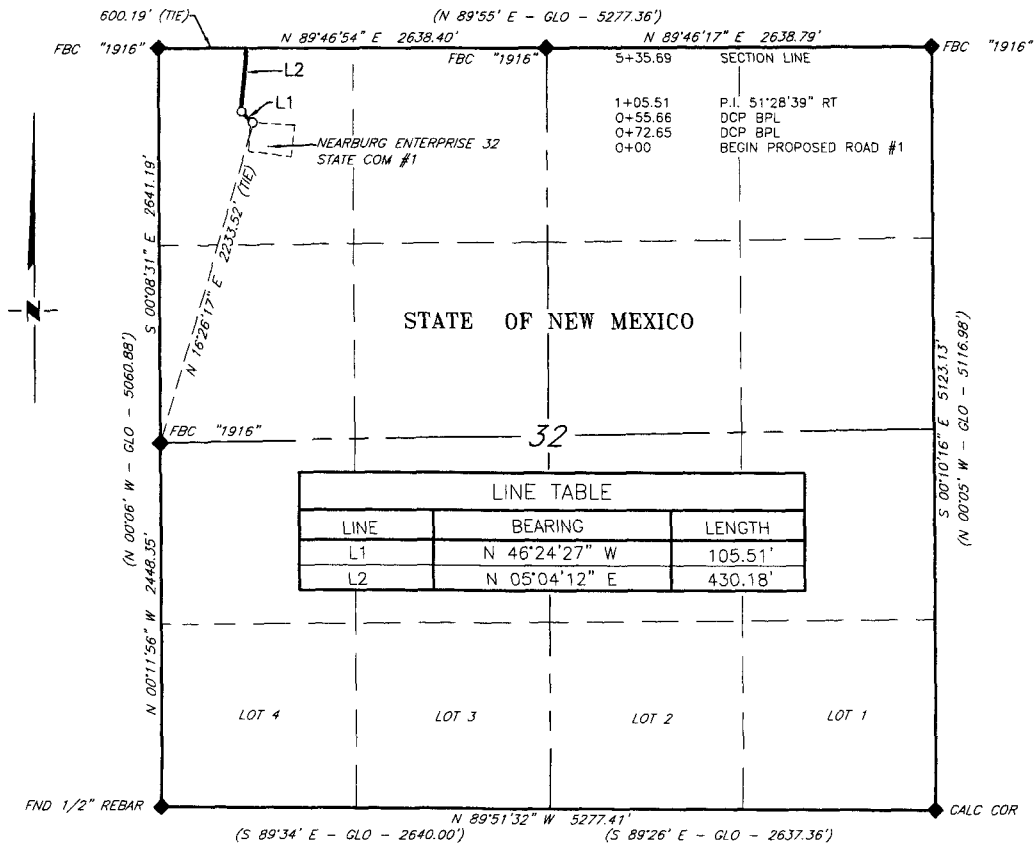 600.19' (TIE)
(N 89°55' E - GLO - 5277.36')
FBC "1916"
N 89°46'54" E 2638.40'
FBC "1916"
N 89°46'17" E 2638.79'
FBC "1916"
L2
L1
5+35.69 SECTION LINE
1+05.51 P.I. 51°28'39" RT
0+55.66 DCP BPL
0+72.65 DCP BPL
0+00 BEGIN PROPOSED ROAD #1
NEARBURG ENTERPRISE 32
STATE COM #1
S 00°08'31" E 2641.19'
N 16°26'17" E 2233.52' (TIE)
N
STATE OF NEW MEXICO
(N 00°06' W - GLO - 5060.88')
S 00°10'16" E 5123.13'
(N 00°05' W - GLO - 5116.98')
FBC "1916"
32
LINE TABLE
LINE BEARING LENGTH
L1 N 46°24'27" W 105.51'
L2 N 05°04'12" E 430.18'
N 00°11'56" W 2448.35'
LOT 4 LOT 3 LOT 2 LOT 1
FND 1/2" REBAR
CALC COR
N 89°51'32" W 5277.41'
(S 89°34' E - GLO - 2640.00')
(S 89°26' E - GLO - 2637.36')